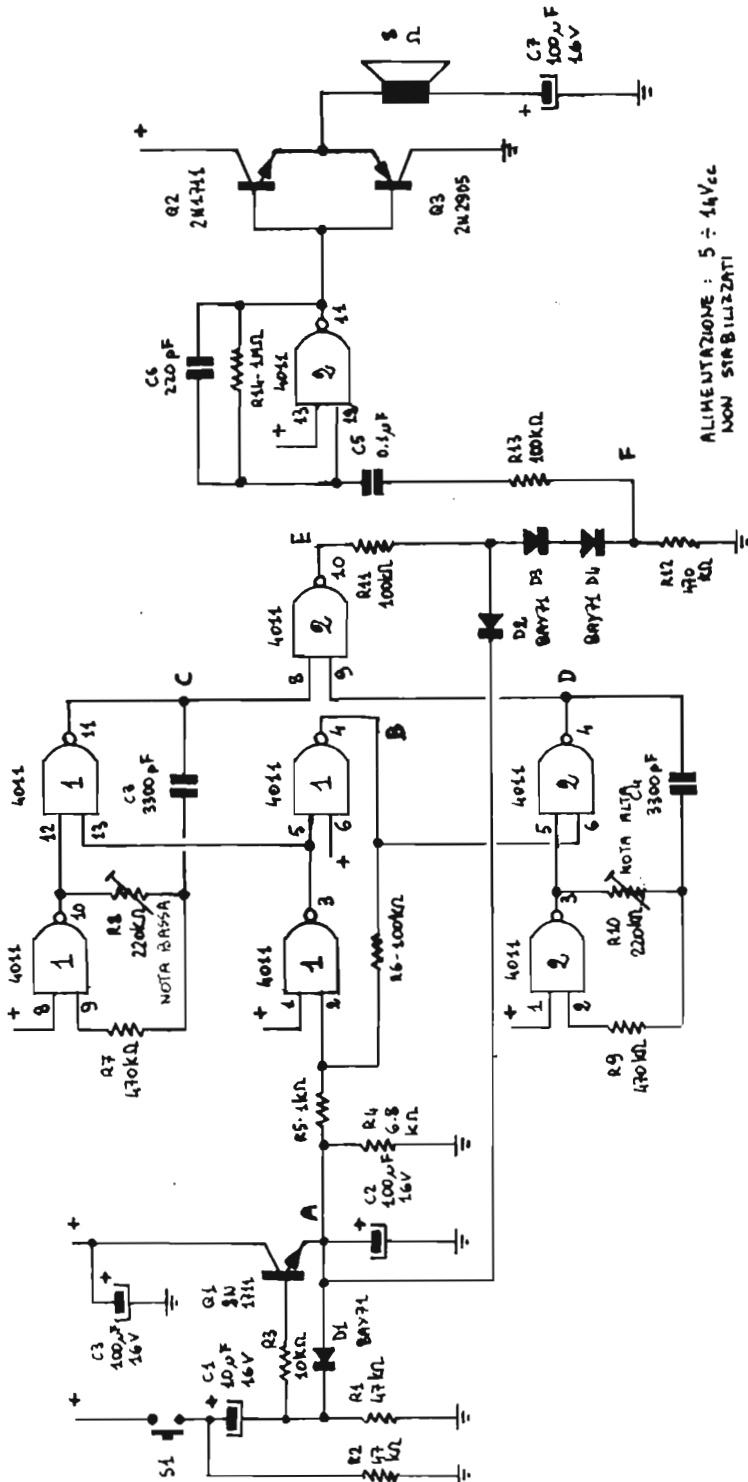 S1
+
R2
47
kΩ
C1
10µF
16V
+
R1
47kΩ
C3
100µF
16V
+
+
R3
10kΩ
D1
BAY71
Q1
1711
A
C2
100µF
16V
+
R4
6.8
kΩ
R5-1kΩ
R6-100kΩ
+
8
9
10
4011
1
R7
470kΩ
R8
220kΩ
NOTA BASSA
12
13
11
4011
1
C3
3300pF
C
+
1
2
3
4011
1
5
6
+
4
4011
1
B
+
1
2
3
4011
2
R9
470kΩ
R10
220kΩ
NOTA ALTA
5
6
4
4011
2
C4
3300pF
D
8
9
10
4011
2
E
R11
100kΩ
D2
BAY71
D3
BAY71 D4
R12
470
kΩ
F
R13
100kΩ
C5
0.1µF
C6
220pF
R14-1MΩ
+
13
12
11
4011
2
Q2
2N1711
+
Q3
2N2905
8
Ω
C7
100µF
16V
+
ALIMENTAZIONE : 5 ÷ 14Vcc
NON STABILIZZATI